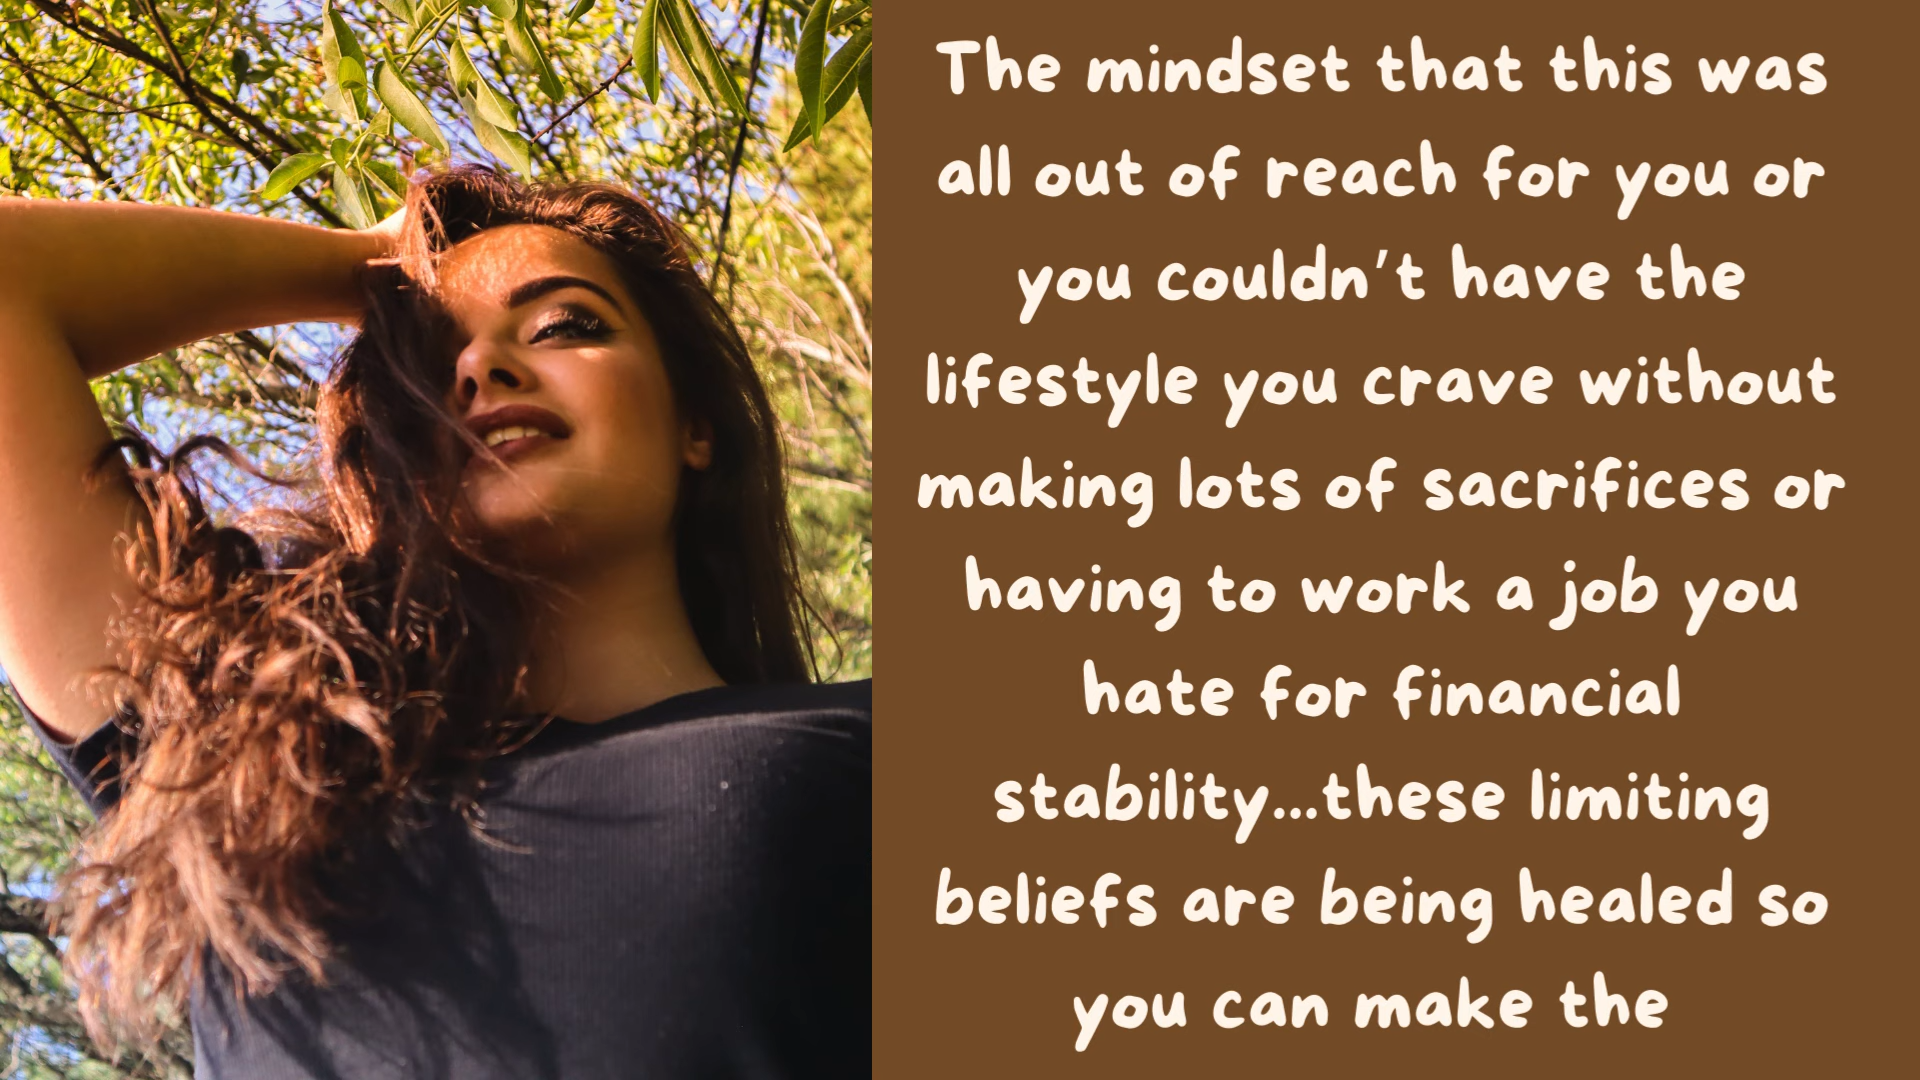 The mindset that this was
all out of reach for you or
you couldn't have the
lifestyle you crave without
making lots of sacrifices or
having to work a job you
hate for financial
stability...these limiting
beliefs are being healed so
you can make the